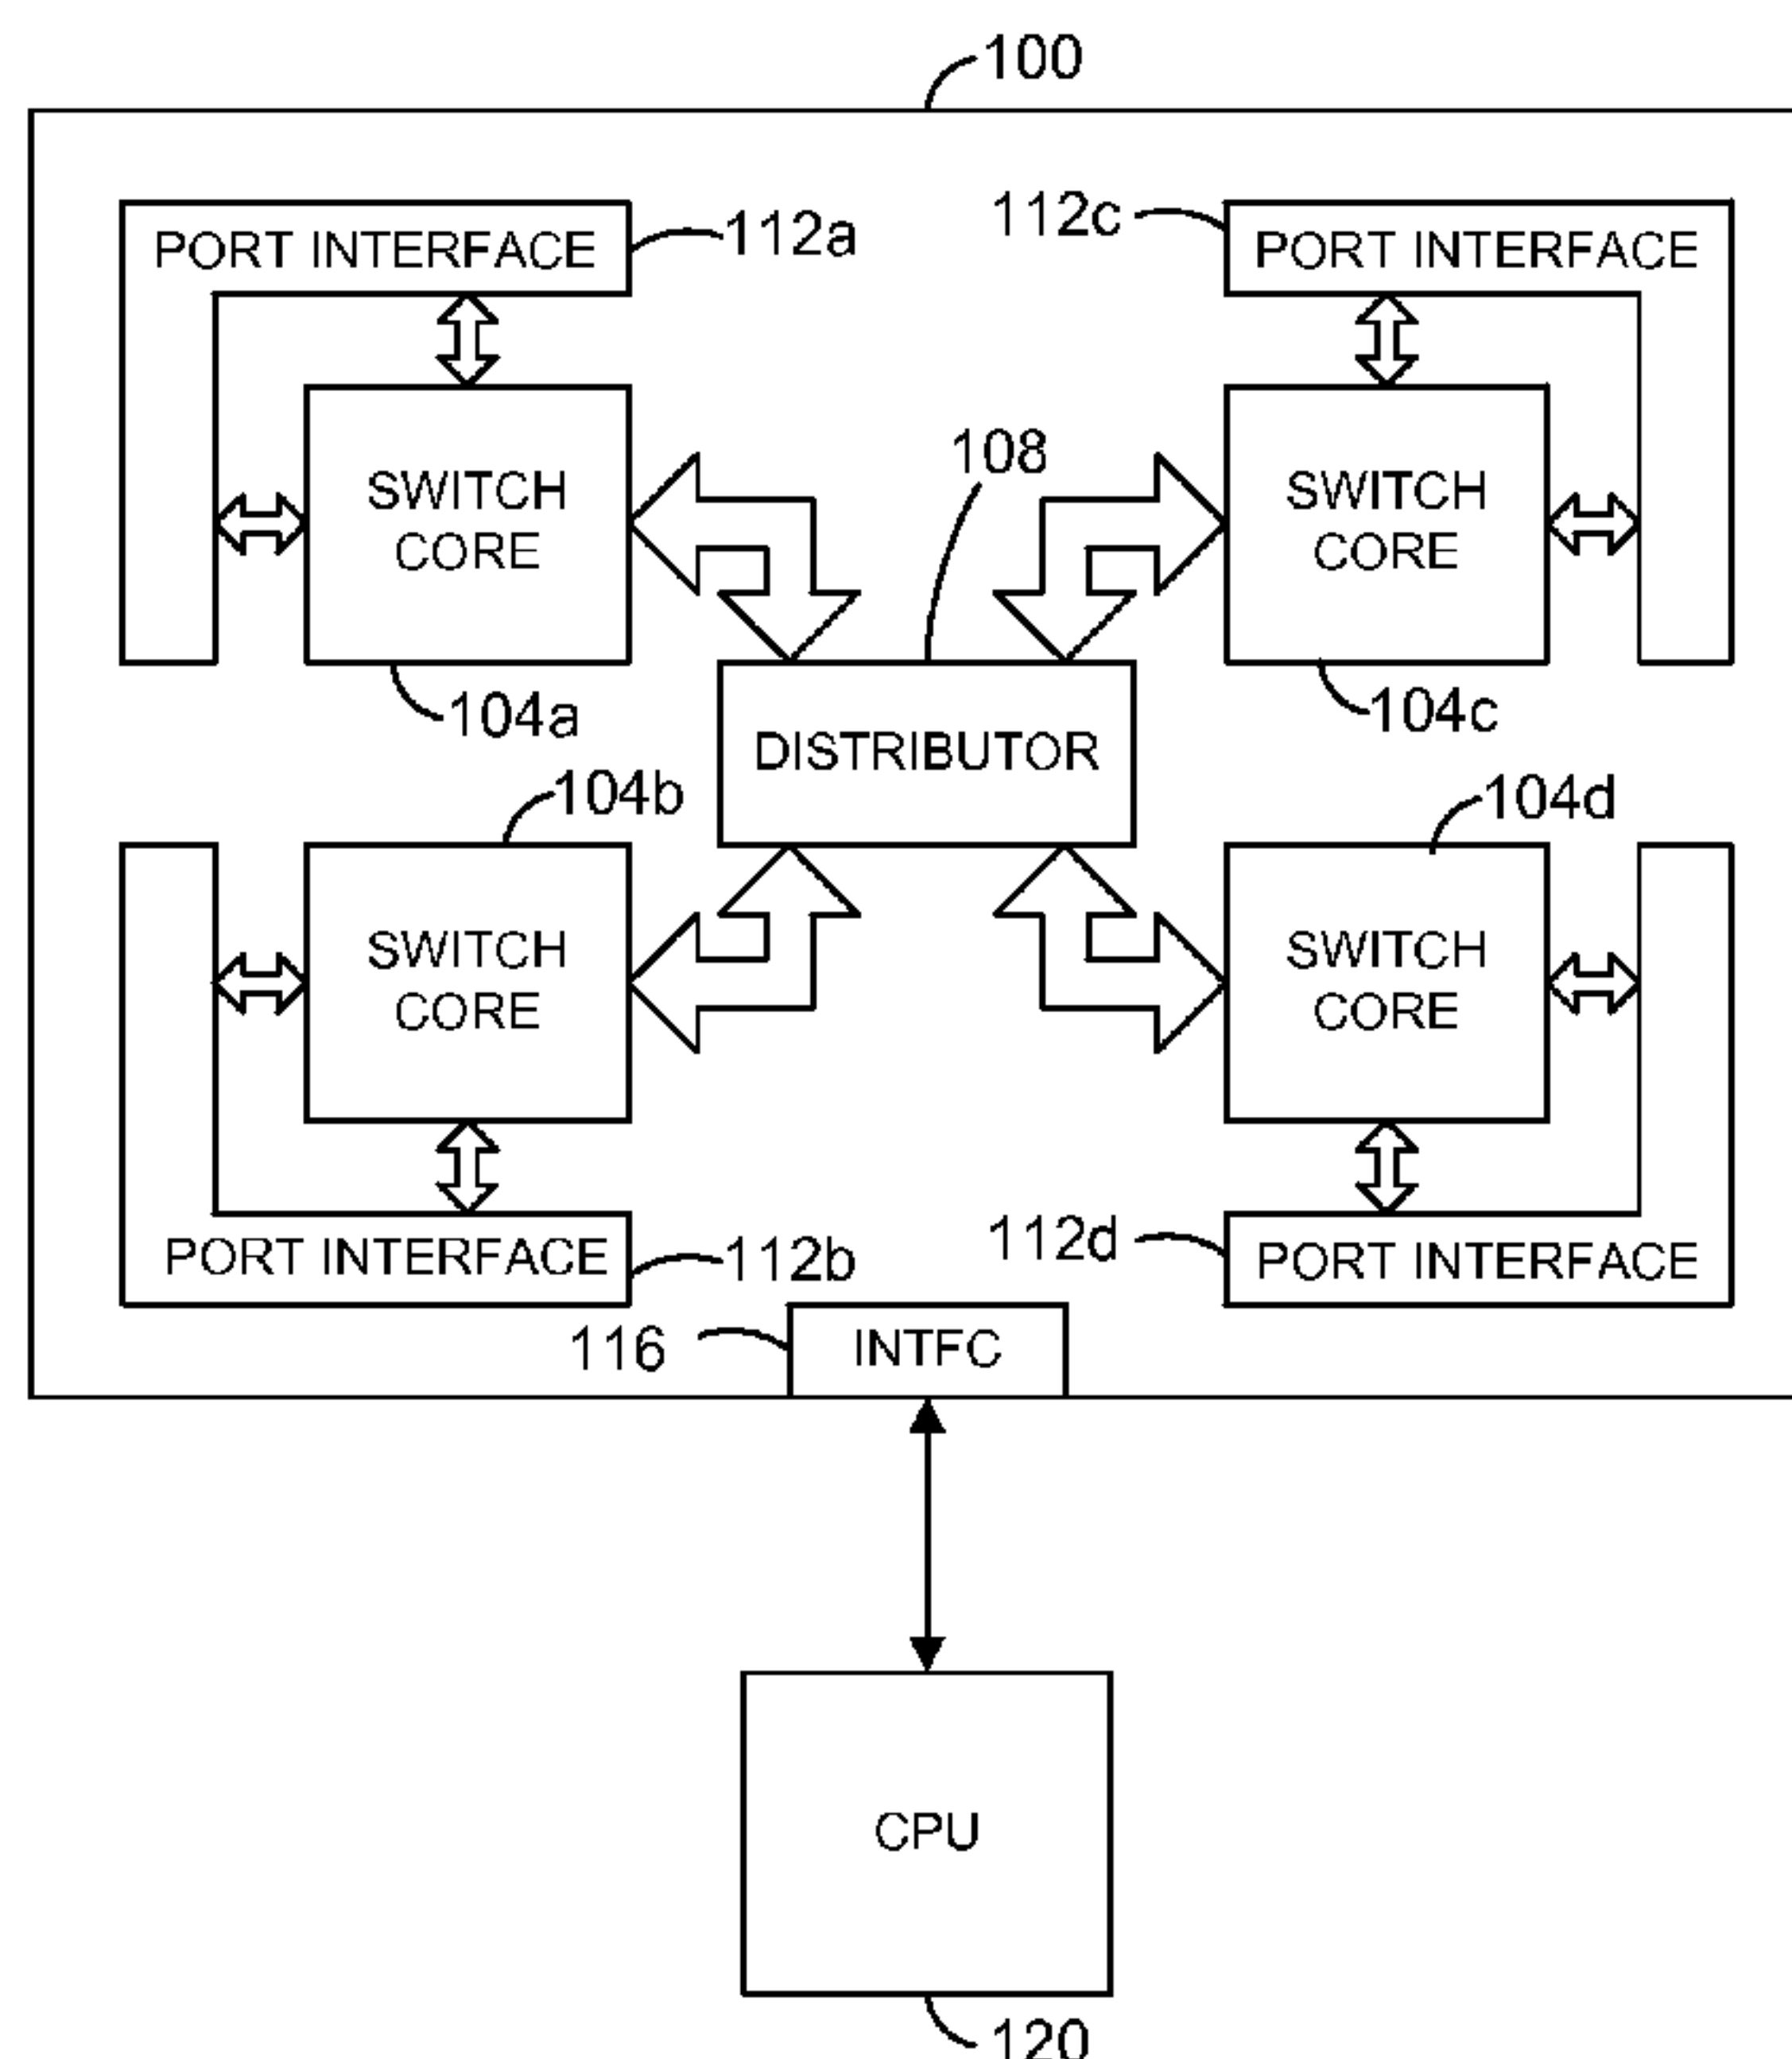 100
PORT INTERFACE
112a
112c
PORT INTERFACE
SWITCH
CORE
108
SWITCH
CORE
104a
104c
DISTRIBUTOR
104b
104d
SWITCH
CORE
SWITCH
CORE
PORT INTERFACE
112b
112d
PORT INTERFACE
116
INTFC
CPU
120